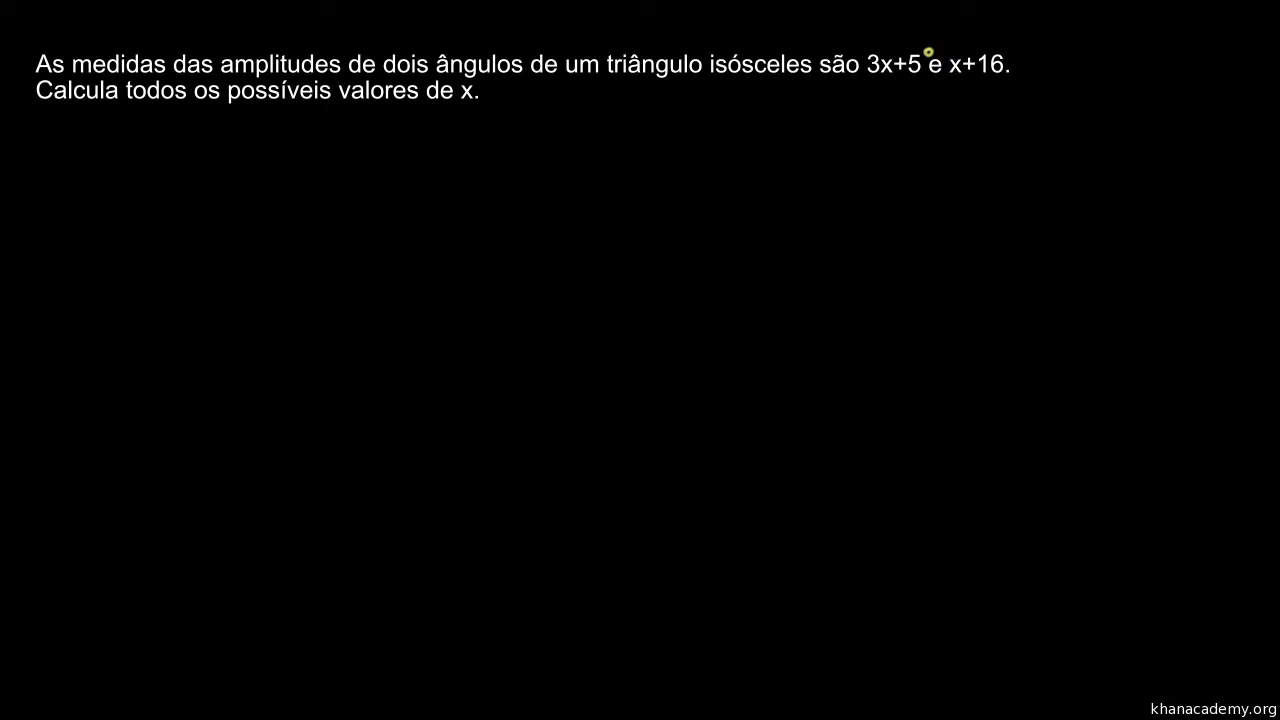 As medidas das amplitudes de dois ângulos de um triângulo isósceles são 3x+5° e x+16.
Calcula todos os possíveis valores de x.
khanacademy.org